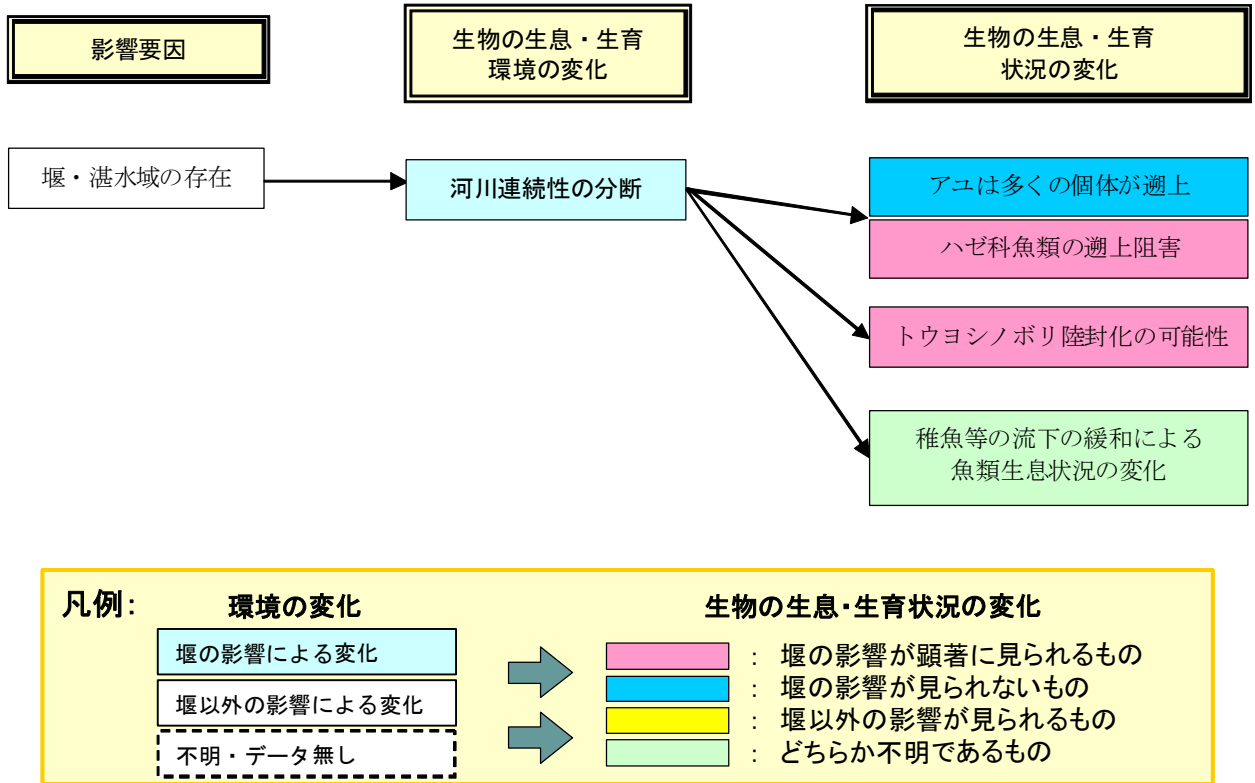 影響要因
生物の生息・生育
環境の変化
生物の生息・生育
状況の変化
堰・湛水域の存在
河川連続性の分断
アユは多くの個体が遡上
ハゼ科魚類の遡上阻害
トウヨシノボリ陸封化の可能性
稚魚等の流下の緩和による
魚類生息状況の変化
凡例:
環境の変化
生物の生息・生育状況の変化
堰の影響による変化
堰以外の影響による変化
不明・データ無し
： 堰の影響が顕著に見られるもの
： 堰の影響が見られないもの
： 堰以外の影響が見られるもの
： どちらか不明であるもの